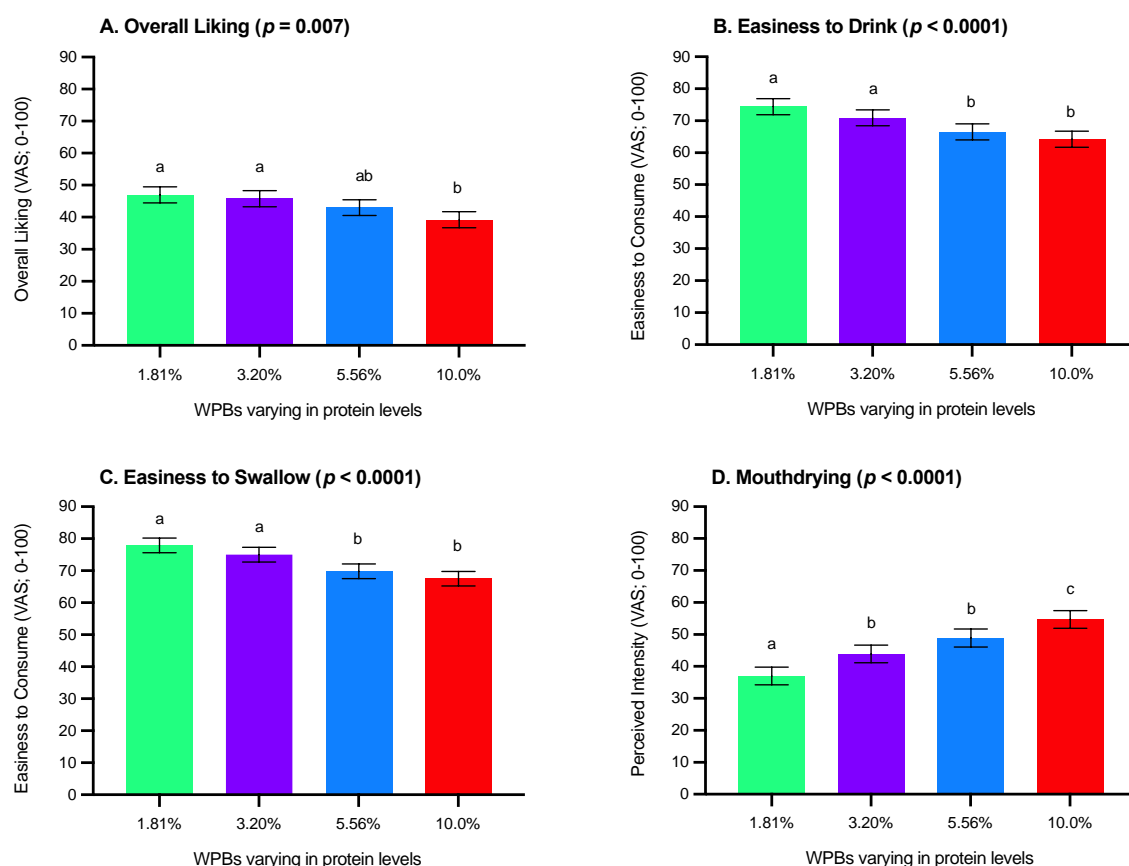 A. Overall Liking (p = 0.007)
Overall Liking (VAS; 0-100)
90
80
70
60
50
40
30
20
10
0
a
a
ab
b
1.81%
3.20%
5.56%
10.0%
WPBs varying in protein levels
B. Easiness to Drink (p < 0.0001)
Easiness to Consume (VAS; 0-100)
90
80
70
60
50
40
30
20
10
0
a
a
b
b
1.81%
3.20%
5.56%
10.0%
WPBs varying in protein levels
C. Easiness to Swallow (p < 0.0001)
Easiness to Consume (VAS; 0-100)
90
80
70
60
50
40
30
20
10
0
a
a
b
b
1.81%
3.20%
5.56%
10.0%
WPBs varying in protein levels
D. Mouthdrying (p < 0.0001)
Perceived Intensity (VAS; 0-100)
90
80
70
60
50
40
30
20
10
0
a
b
b
c
1.81%
3.20%
5.56%
10.0%
WPBs varying in protein levels